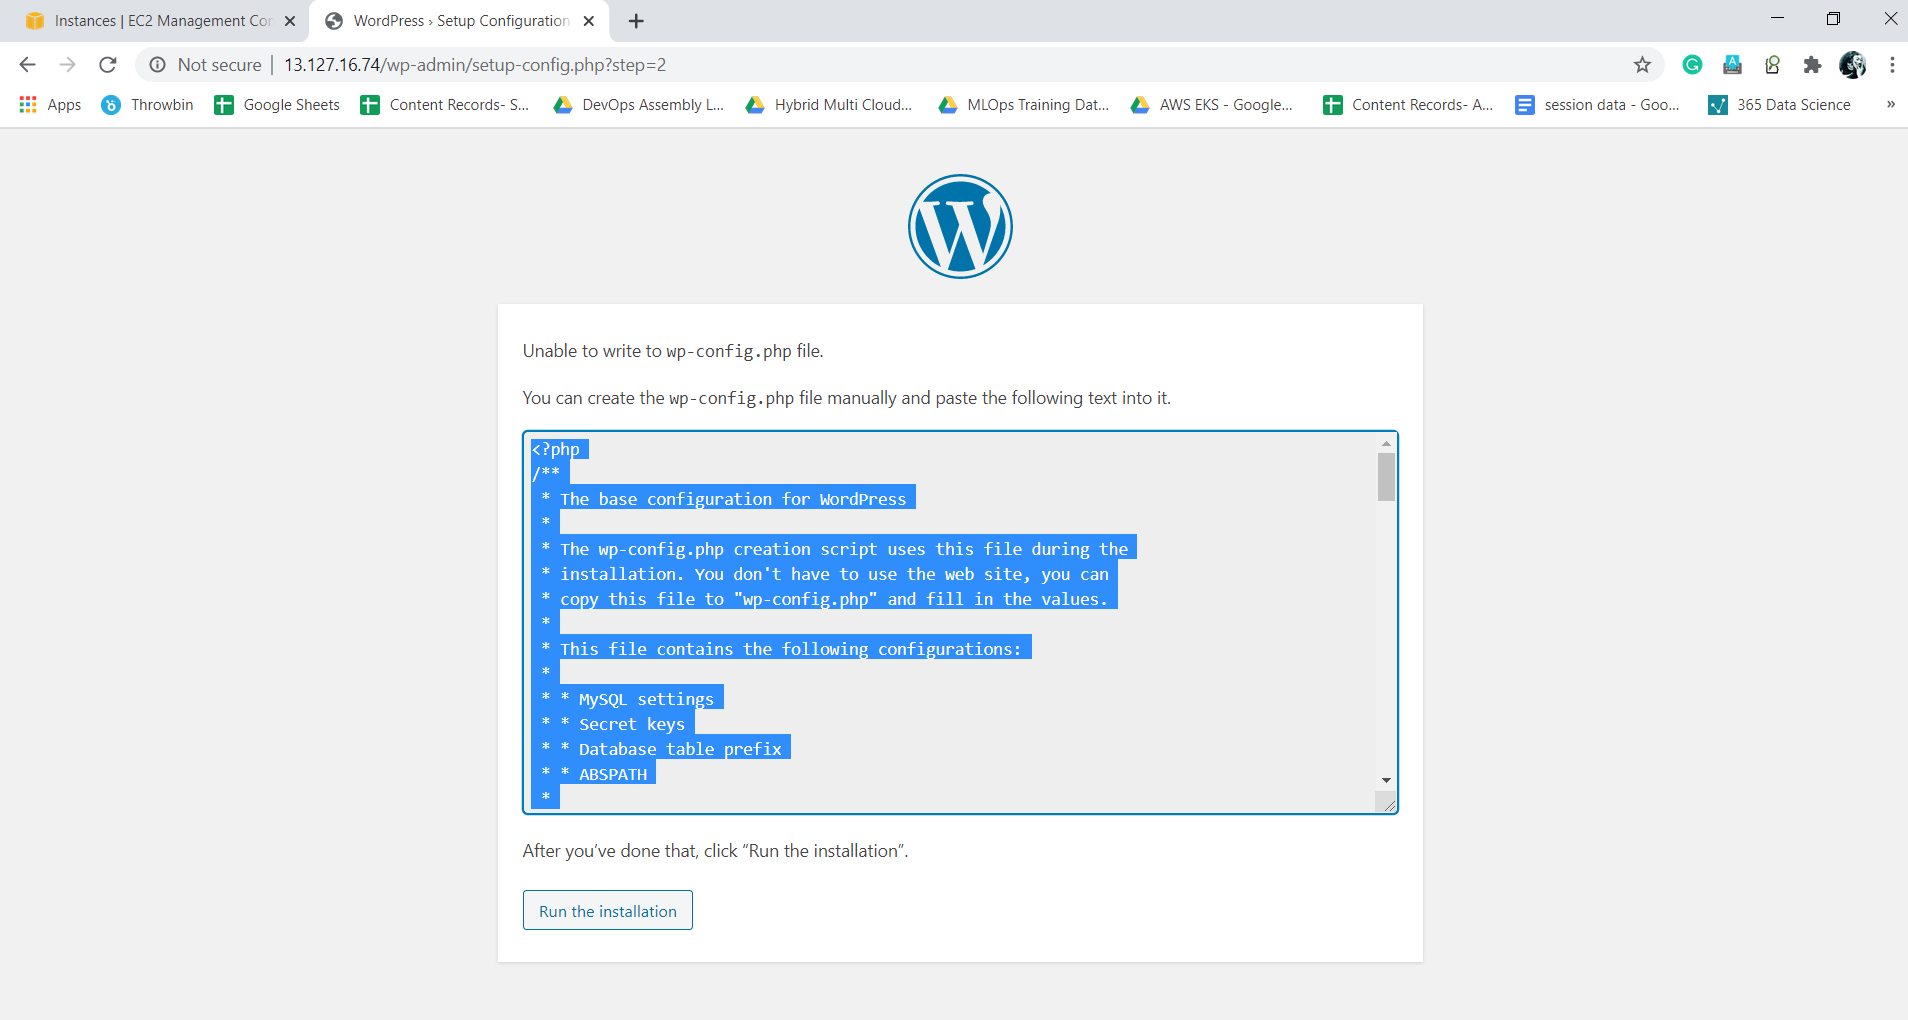 Instances | EC2 Management Con
WordPress › Setup Configuration
Not secure | 13.127.16.74/wp-admin/setup-config.php?step=2
Apps Throwbin Google Sheets Content Records- S... DevOps Assembly L... Hybrid Multi Cloud... MLOps Training Dat... AWS EKS - Google... Content Records- A... session data - Goo... 365 Data Science »
Unable to write to wp-config.php file.
You can create the wp-config.php file manually and paste the following text into it.
<?php
/**
* The base configuration for WordPress
*
* The wp-config.php creation script uses this file during the
* installation. You don't have to use the web site, you can
* copy this file to "wp-config.php" and fill in the values.
*
* This file contains the following configurations:
*
* * MySQL settings
* * Secret keys
* * Database table prefix
* * ABSPATH
*
After you’ve done that, click “Run the installation”.
Run the installation